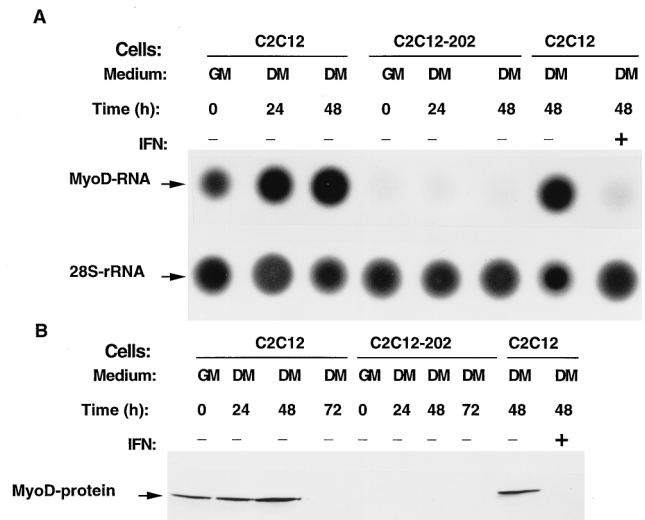 A
Cells: C2C12 C2C12-202 C2C12
Medium: GM DM DM GM DM DM DM DM
Time (h): 0 24 48 0 24 48 48 48
IFN: – – – – – – – +
MyoD-RNA
28S-rRNA
B
Cells: C2C12 C2C12-202 C2C12
Medium: GM DM DM DM GM DM DM DM DM DM
Time (h): 0 24 48 72 0 24 48 72 48 48
IFN: – – – – – – – – – +
MyoD-protein